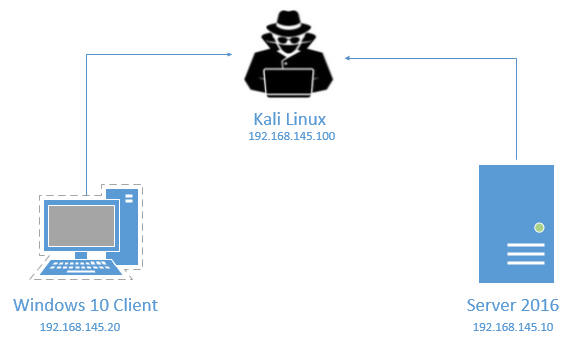 Kali Linux
192.168.145.100
Windows 10 Client
192.168.145.20
Server 2016
192.168.145.10